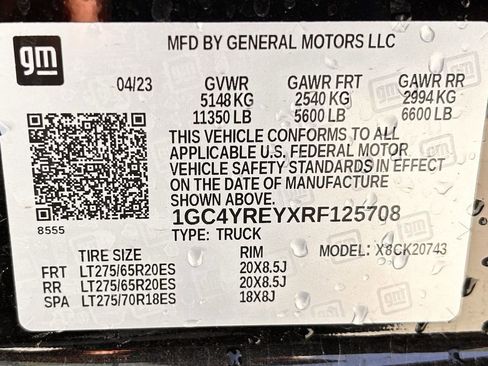 gm
MFD BY GENERAL MOTORS LLC
04/23 GVWR GAWR FRT GAWR RR
5148 KG 2540 KG 2994 KG
11350 LB 5600 LB 6600 LB
THIS VEHICLE CONFORMS TO ALL
APPLICABLE U.S. FEDERAL MOTOR
VEHICLE SAFETY STANDARDS IN EFFECT
ON THE DATE OF MANUFACTURE
SHOWN ABOVE.
8555 1GC4YREYXRF125708
TYPE: TRUCK MODEL: X8CK20743
TIRE SIZE RIM
FRT LT275/65R20ES 20X8.5J
RR LT275/65R20ES 20X8.5J
SPA LT275/70R18ES 18X8J